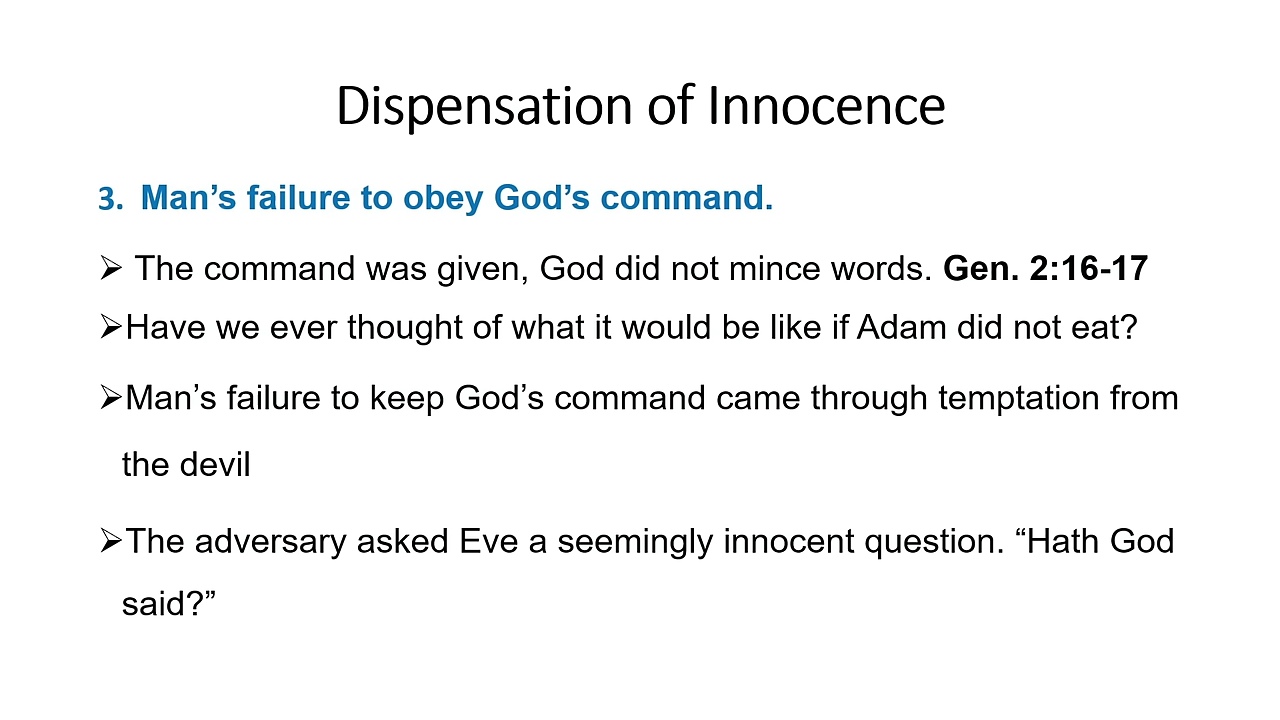 Dispensation of Innocence
3. Man’s failure to obey God’s command.
➢ The command was given, God did not mince words. Gen. 2:16-17
➢Have we ever thought of what it would be like if Adam did not eat?
➢Man’s failure to keep God’s command came through temptation from
the devil
➢The adversary asked Eve a seemingly innocent question. “Hath God
said?”